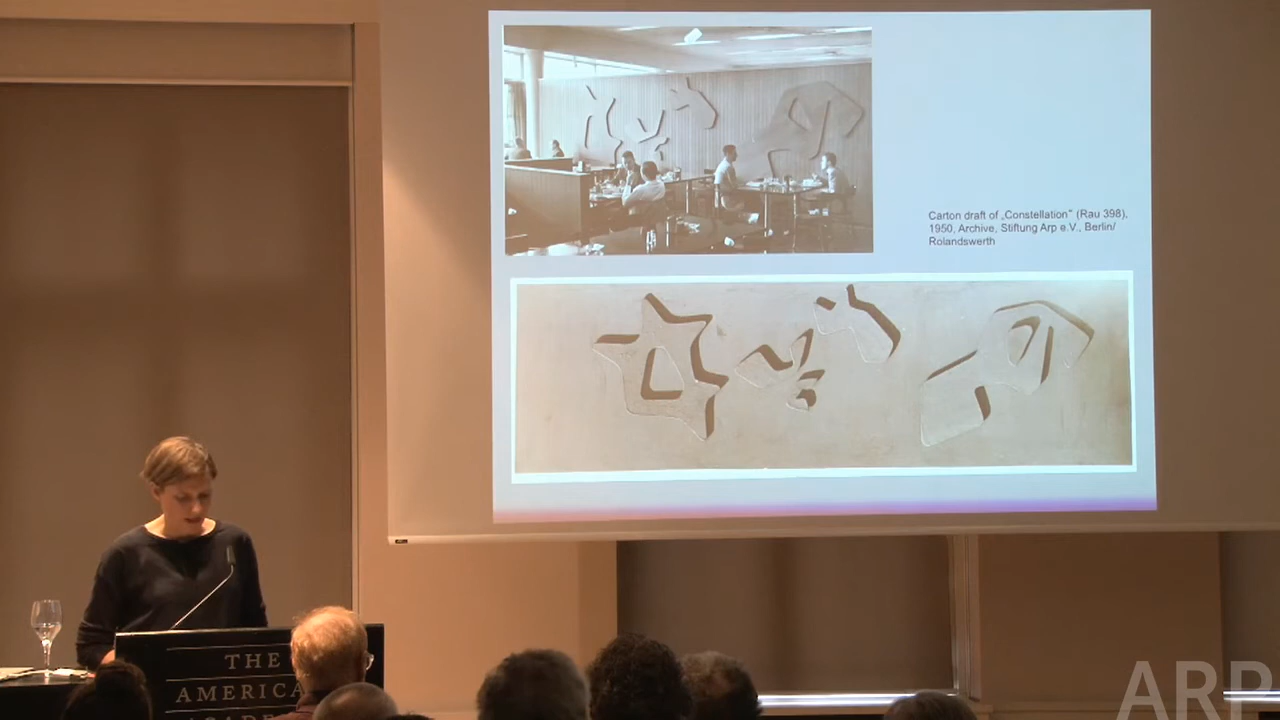 Carton draft of „Constellation" (Rau 398),
1950, Archive, Stiftung Arp e.V., Berlin/
Rolandswerth
THE
AMERICA
ARP